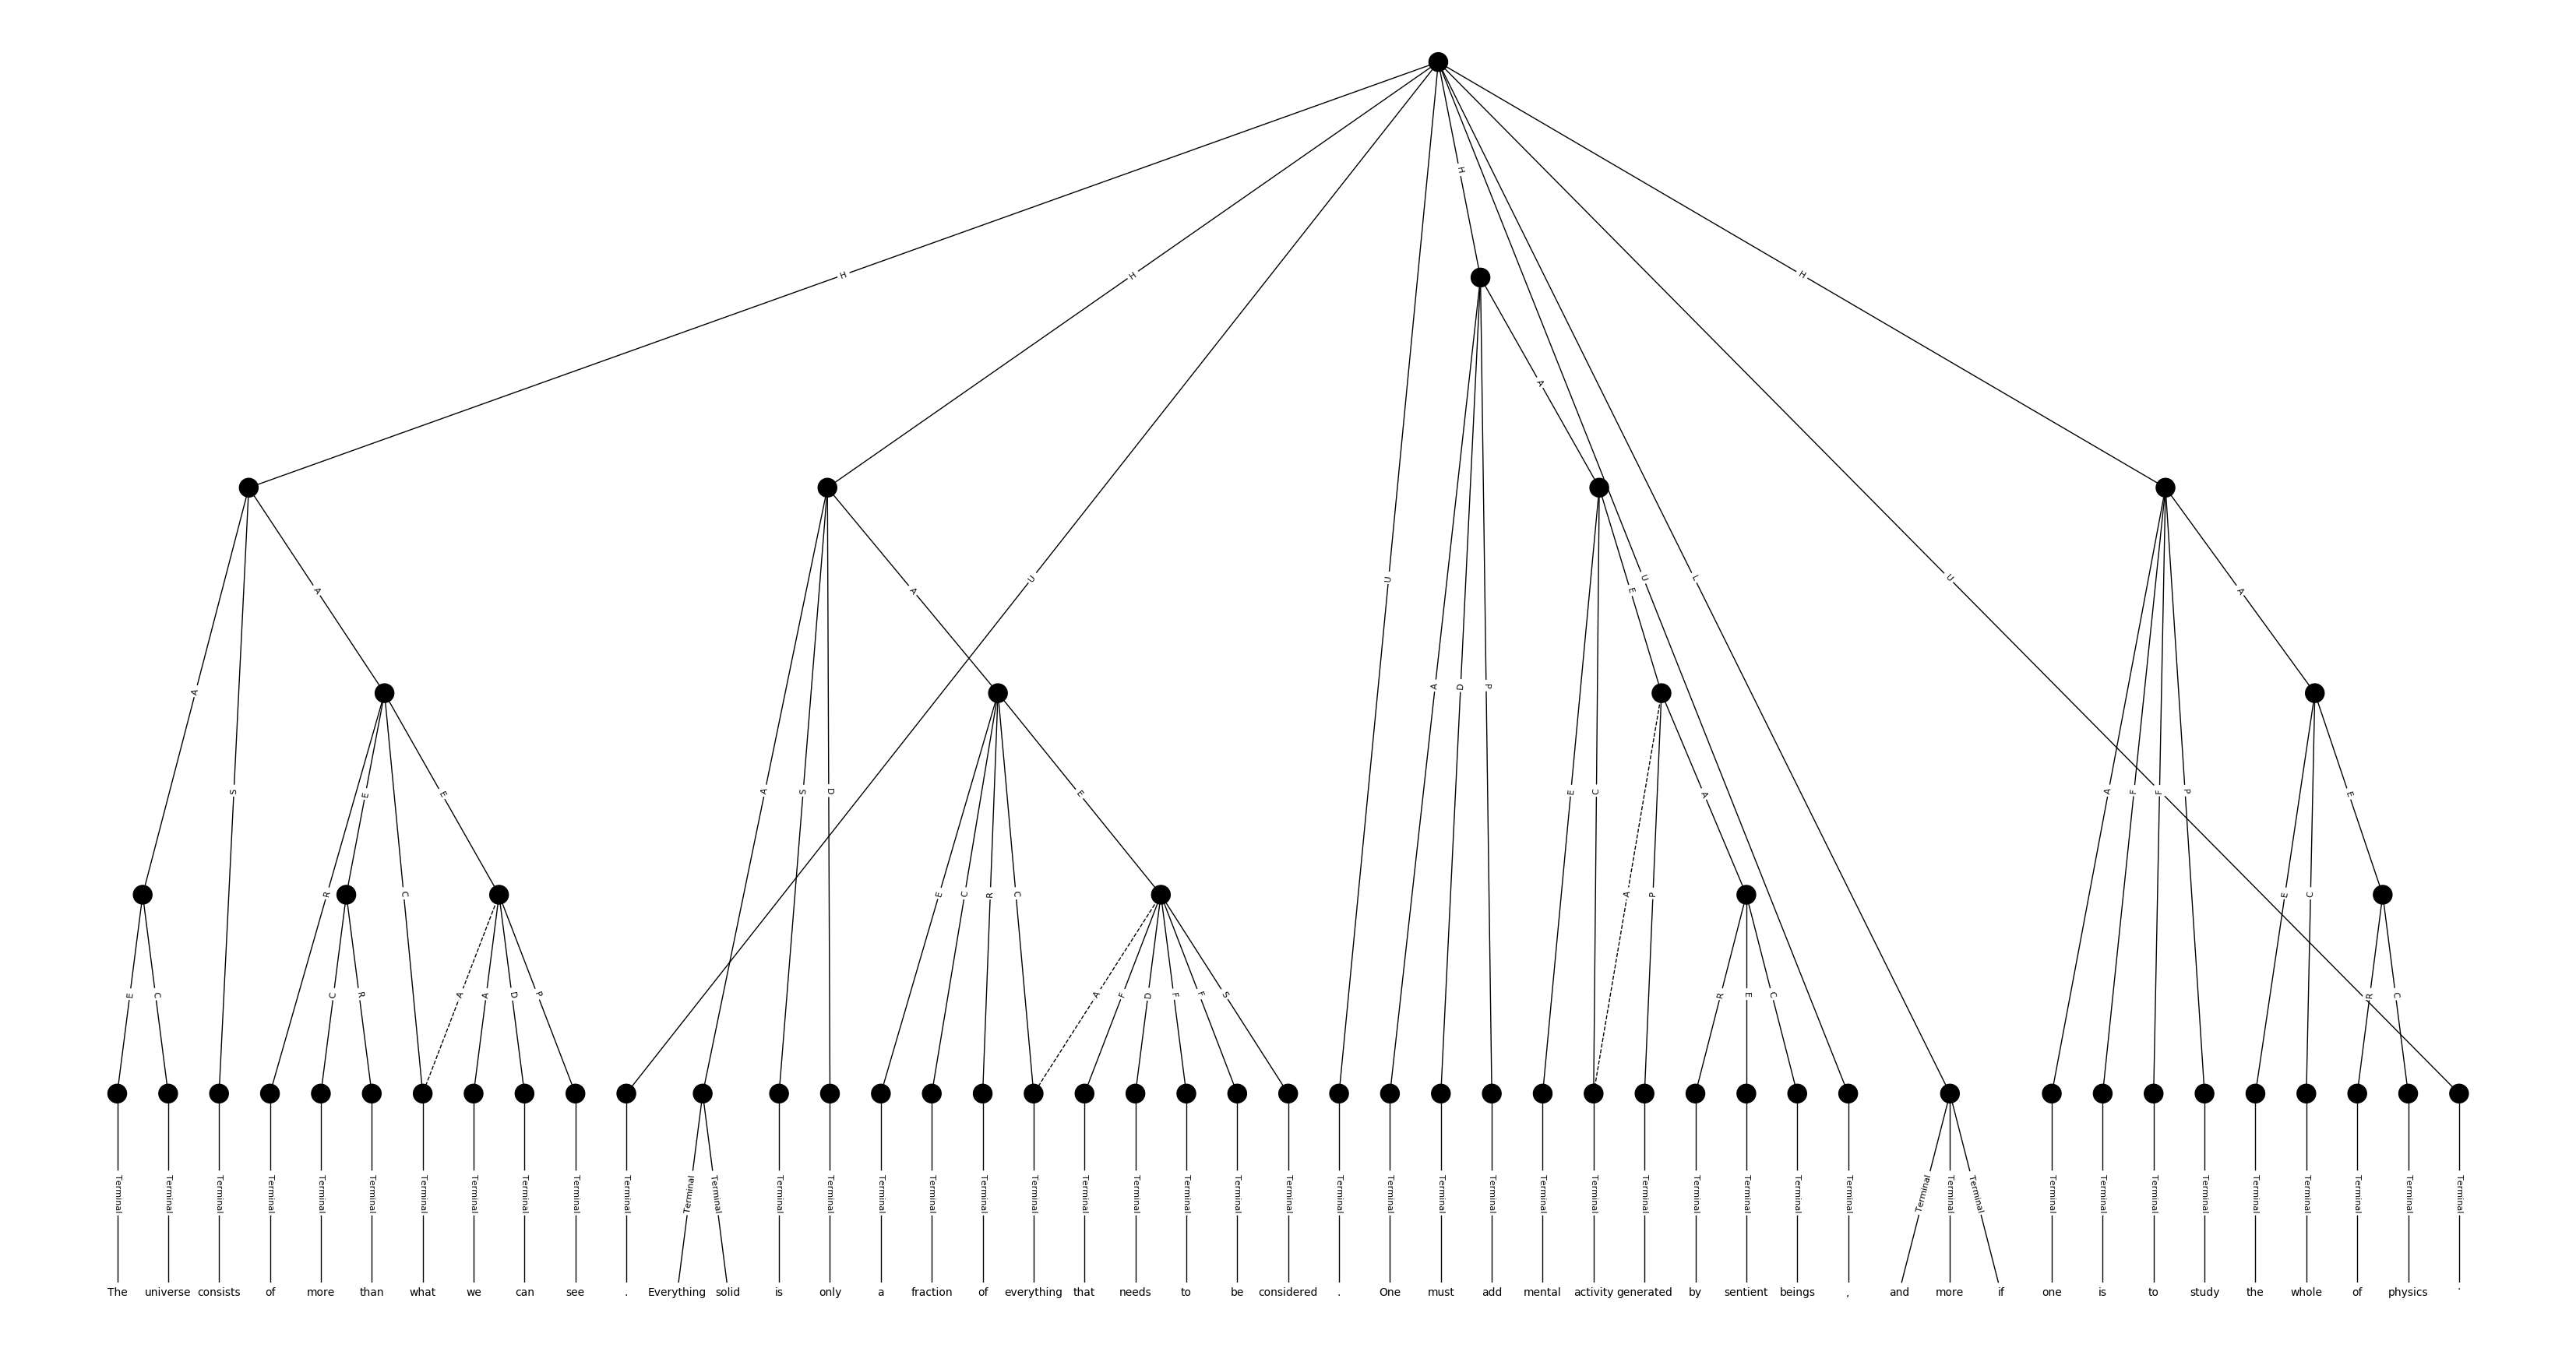 H
H H H
A
U U U L U
A A A
A D P
E
A S E C E A S D E E C A A F F P E
R C E C R C A P E C
E C C R A A D P A F D F F S R E C R C
Terminal Terminal Terminal Terminal Terminal Terminal Terminal Terminal Terminal Terminal Terminal Terminal Terminal Terminal Terminal Terminal Terminal Terminal Terminal Terminal Terminal Terminal Terminal Terminal Terminal Terminal Terminal Terminal Terminal Terminal Terminal Terminal Terminal Terminal Terminal Terminal Terminal Terminal Terminal Terminal Terminal Terminal Terminal Terminal Terminal Terminal Terminal
The universe consists of more than what we can see . Everything solid is only a fraction of everything that needs to be considered . One must add mental activity generated by sentient beings , and more if one is to study the whole of physics .